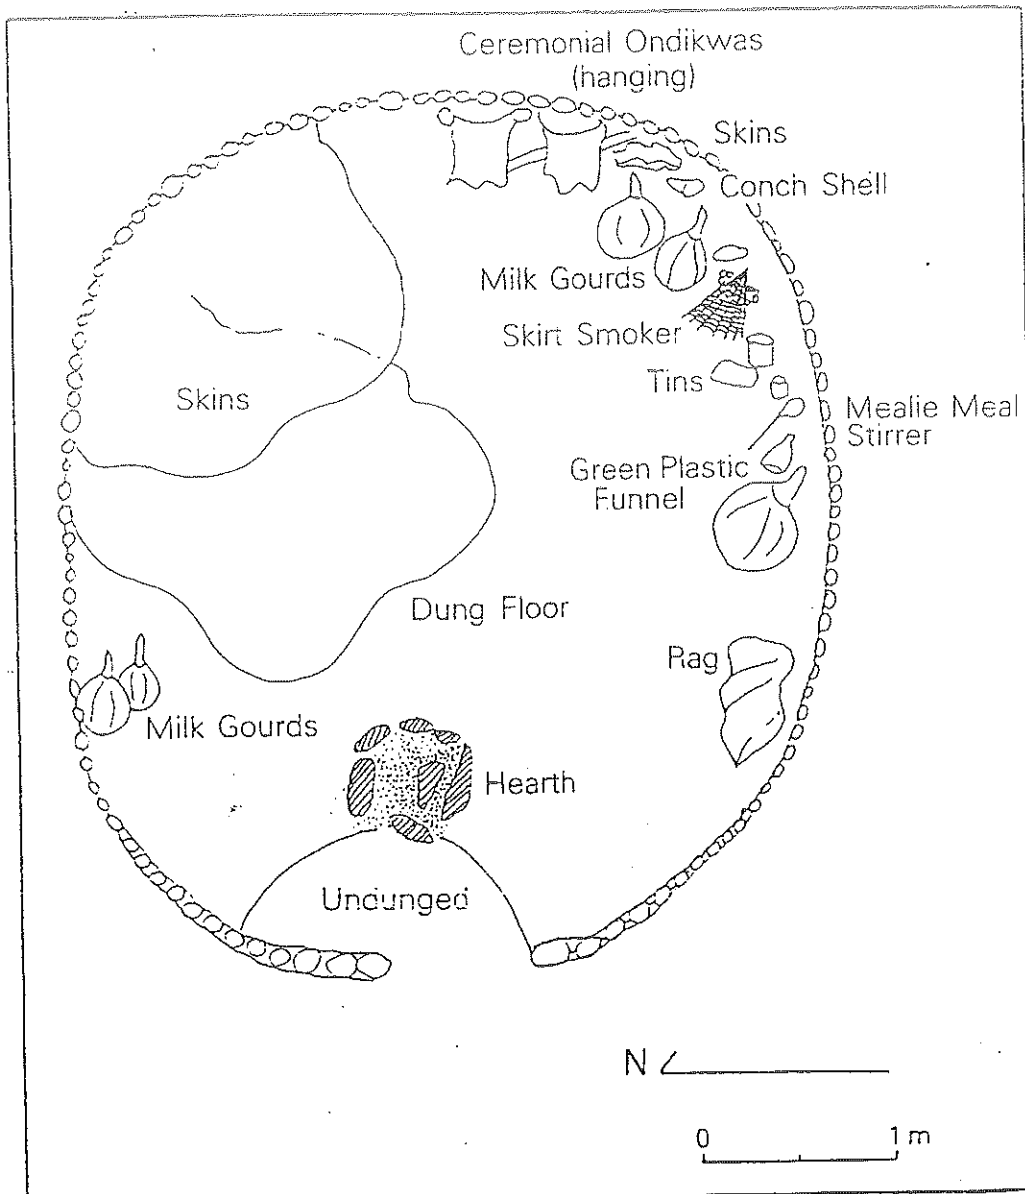 Ceremonial Ondikwas
(hanging)
Skins
Conch Shell
Milk Gourds
Skirt Smoker
Tins
Mealie Meal
Stirrer
Green Plastic
Funnel
Skins
Dung Floor
Rag
Milk Gourds
Hearth
Undunged
N
0 1 m